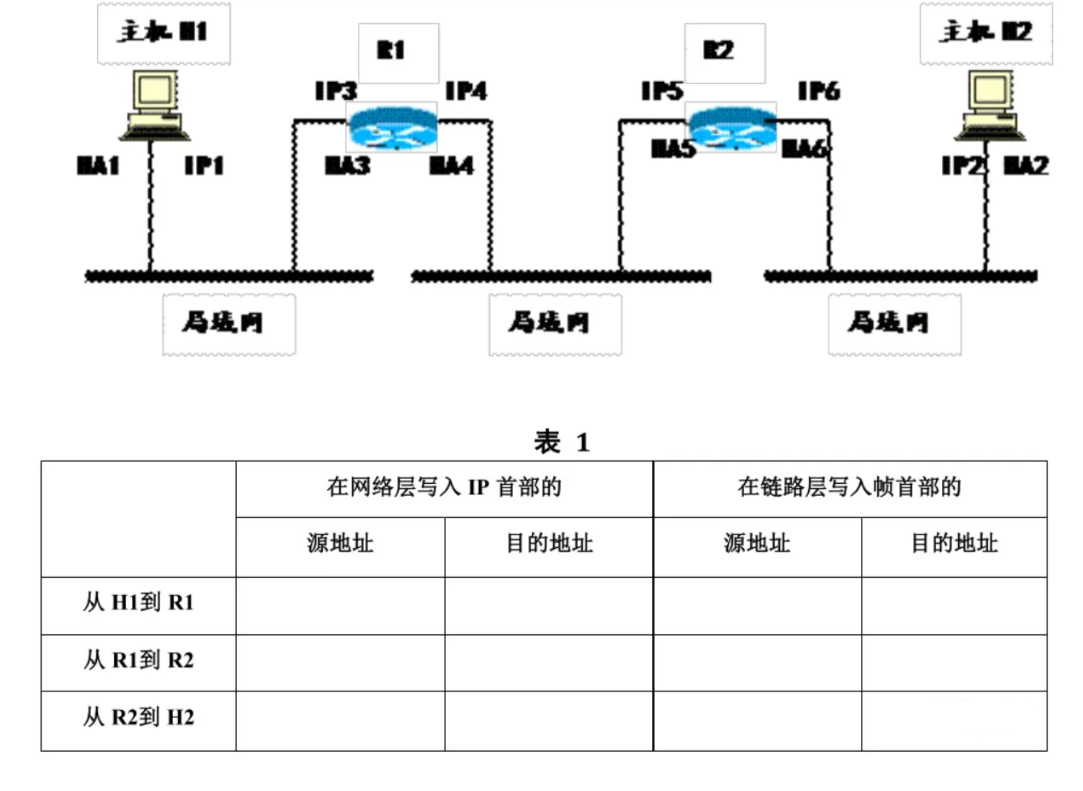 主机 H1
R1
R2
主机 H2
IP3 IP4 IP5 IP6
HA1 IP1 HA3 HA4 HA5 HA6 IP2 HA2
局域网 局域网 局域网
表 1
在网络层写入 IP 首部的 在链路层写入帧首部的
源地址 目的地址 源地址 目的地址
从 H1到 R1
从 R1到 R2
从 R2到 H2